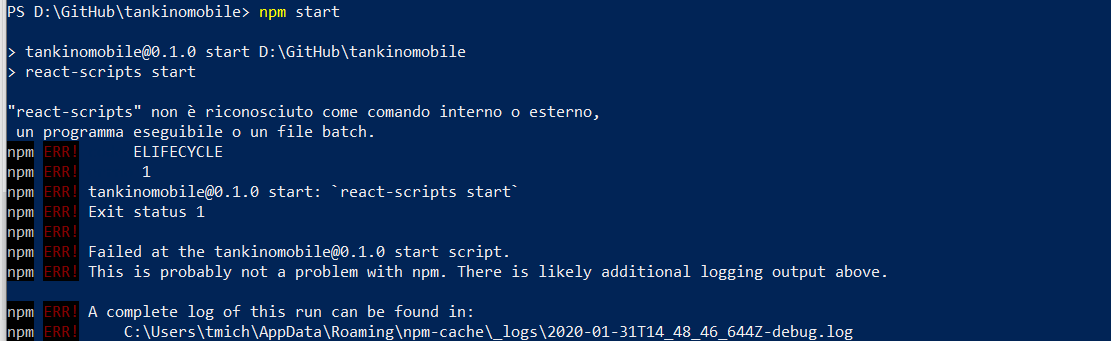 PS D:\GitHub\tankinomobile> npm start
> tankinomobile@0.1.0 start D:\GitHub\tankinomobile
> react-scripts start
"react-scripts" non è riconosciuto come comando interno o esterno,
 un programma eseguibile o un file batch.
npm ERR! ELIFECYCLE
npm ERR! 1
npm ERR! tankinomobile@0.1.0 start: `react-scripts start`
npm ERR! Exit status 1
npm ERR!
npm ERR! Failed at the tankinomobile@0.1.0 start script.
npm ERR! This is probably not a problem with npm. There is likely additional logging output above.
npm ERR! A complete log of this run can be found in:
npm ERR!     C:\Users\tmich\AppData\Roaming\npm-cache\_logs\2020-01-31T14_48_46_644Z-debug.log